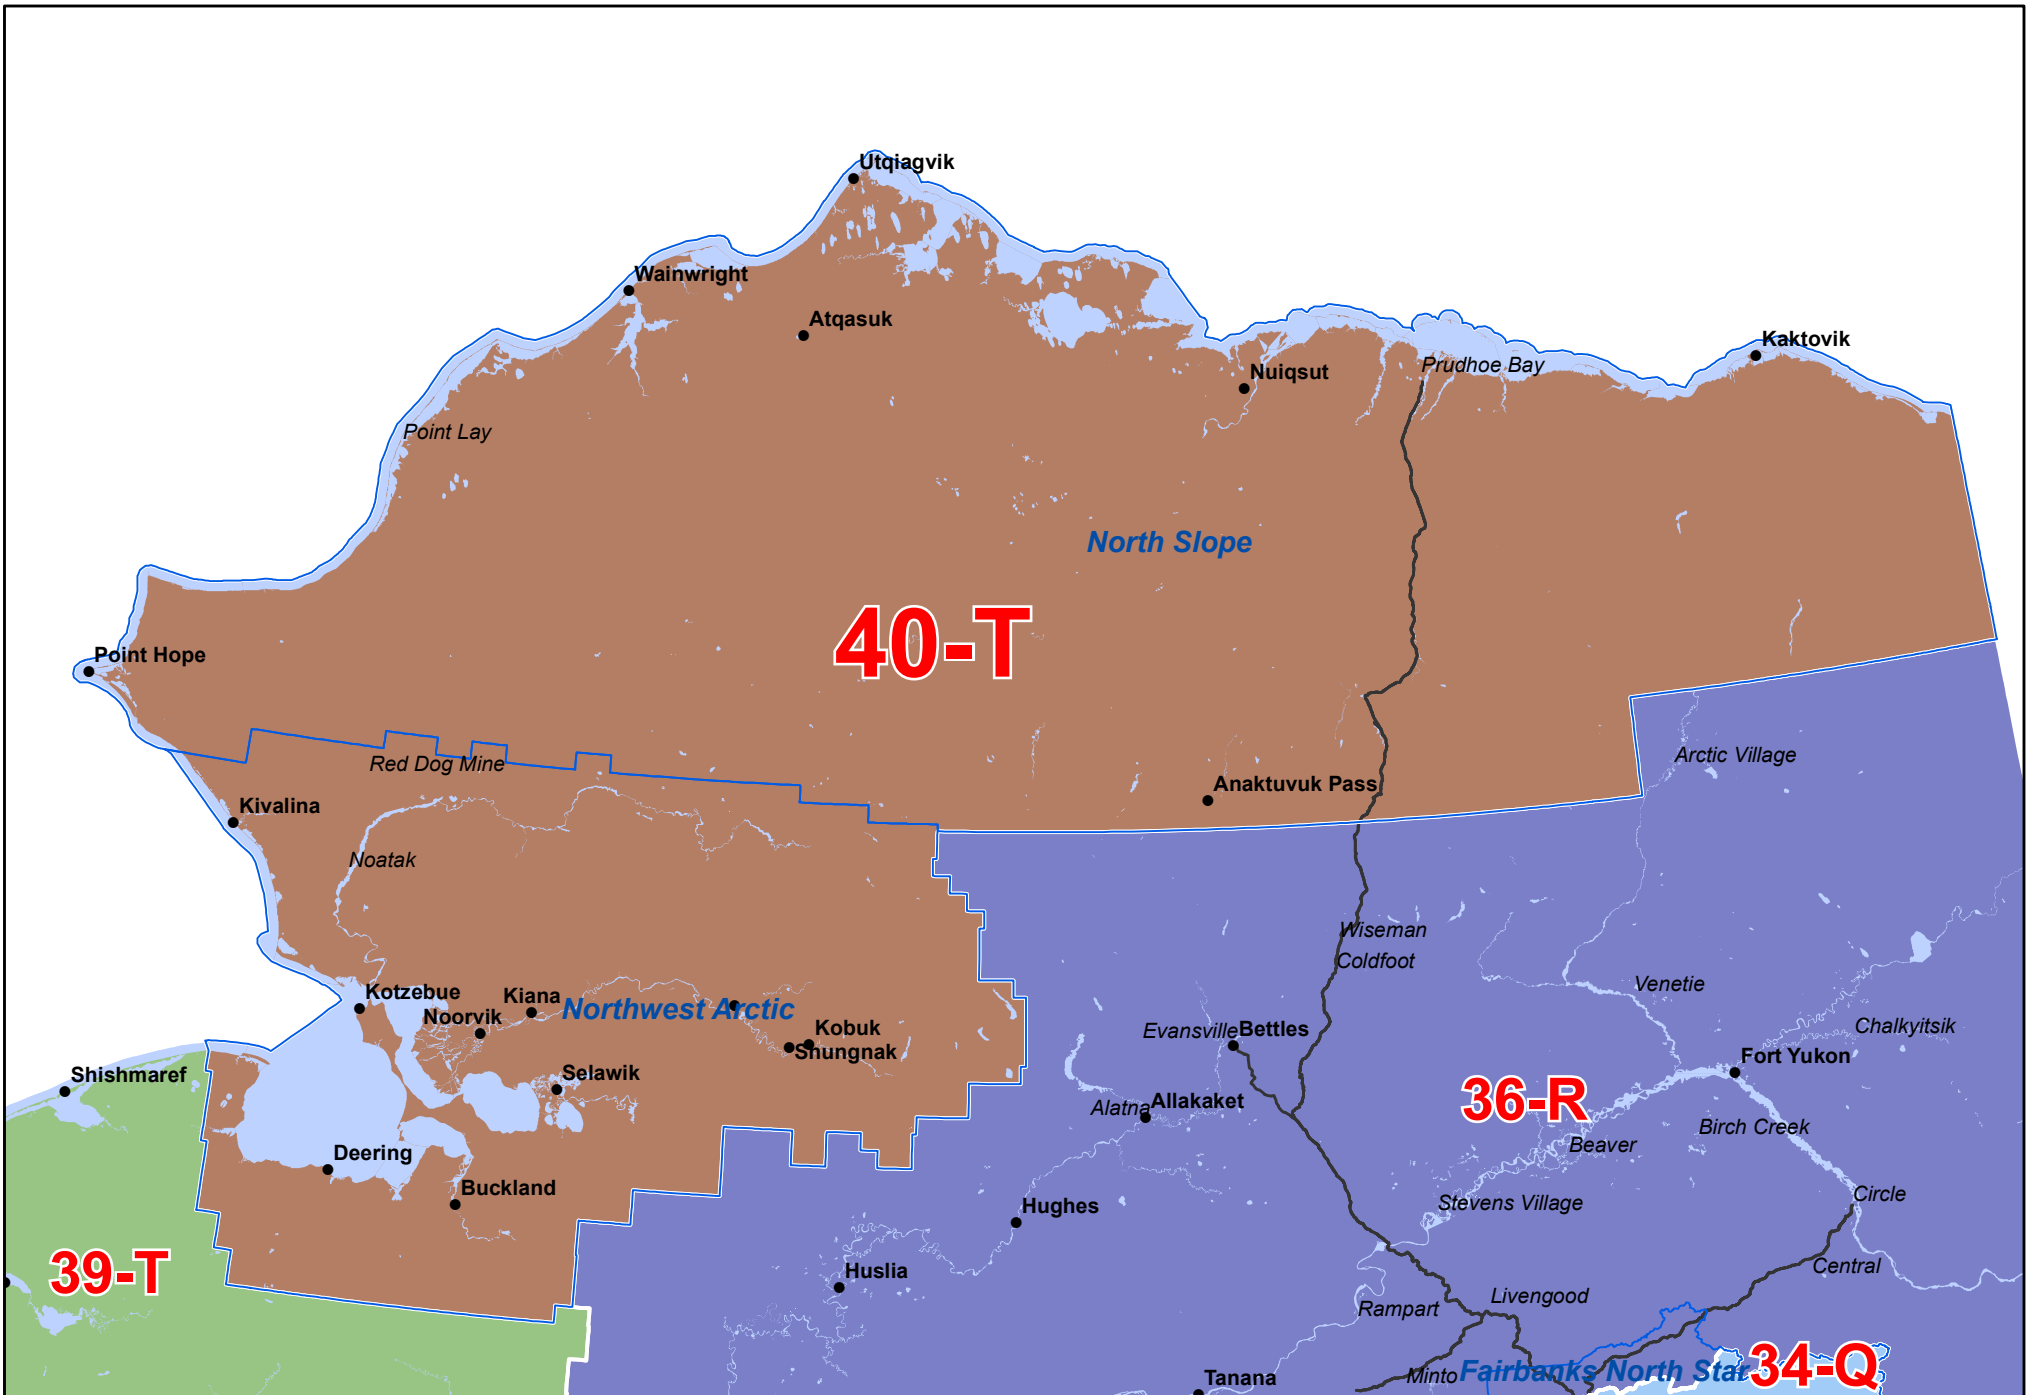 Utqiagvik
Wainwright
Atqasuk
Kaktovik
Prudhoe Bay
Nuiqsut
Point Lay
North Slope
40-T
Point Hope
Arctic Village
Red Dog Mine
Anaktuvuk Pass
Kivalina
Noatak
Wiseman
Coldfoot
Venetie
Kotzebue
Kiana
Northwest Arctic
Noorvik
Kobuk
Shungnak
Evansville
Bettles
Chalkyitsik
Fort Yukon
Shishmaref
Selawik
36-R
Alatna
Allakaket
Birch Creek
Beaver
Deering
Buckland
Stevens Village
Circle
Hughes
39-T
Huslia
Central
Livengood
Rampart
Tanana
Minto
Fairbanks North Star
34-Q